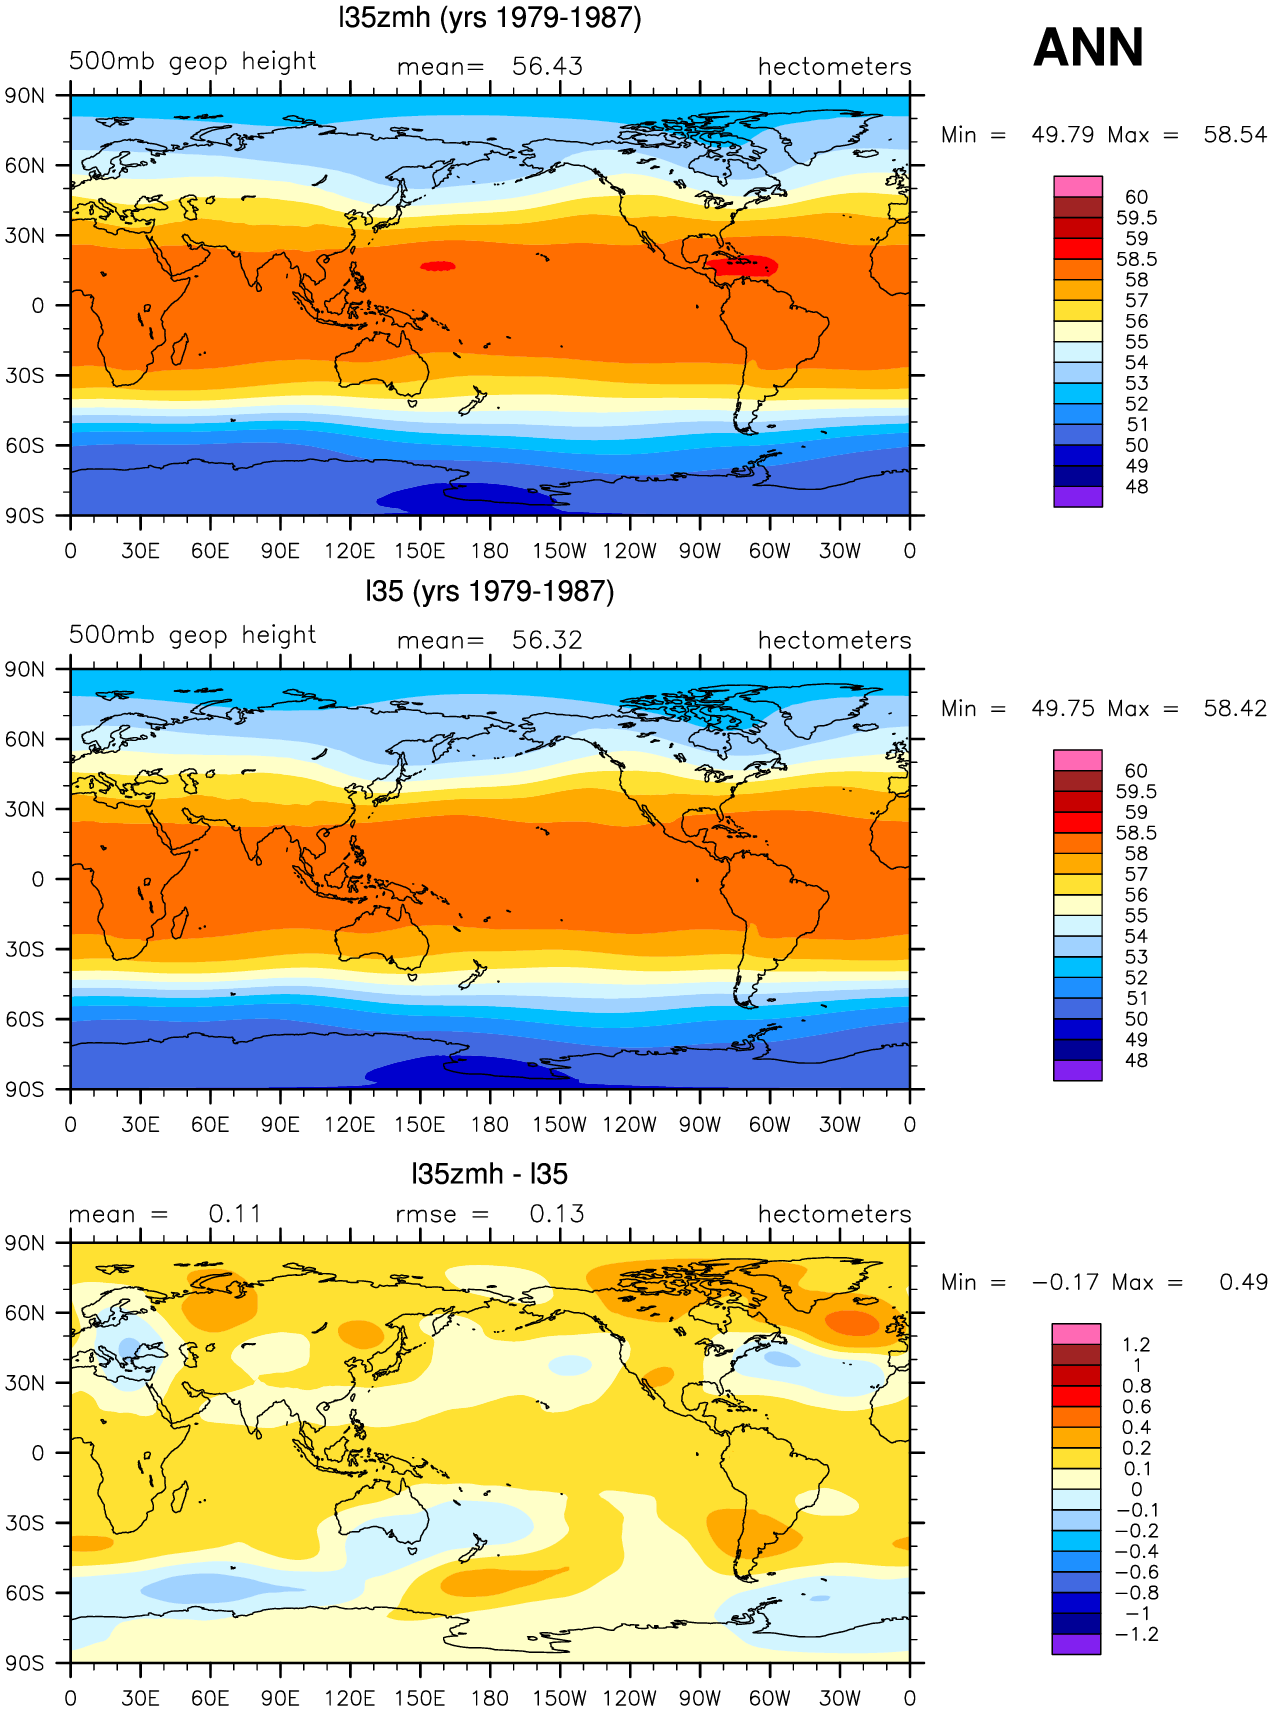 l35zmh (yrs 1979-1987)
ANN
500mb geop height mean= 56.43 hectometers
Min = 49.79 Max = 58.54
90N
60N
30N
0
30S
60S
90S
0 30E 60E 90E 120E 150E 180 150W 120W 90W 60W 30W 0
60
59.5
59
58.5
58
57
56
55
54
53
52
51
50
49
48
l35 (yrs 1979-1987)
500mb geop height mean= 56.32 hectometers
Min = 49.75 Max = 58.42
90N
60N
30N
0
30S
60S
90S
0 30E 60E 90E 120E 150E 180 150W 120W 90W 60W 30W 0
60
59.5
59
58.5
58
57
56
55
54
53
52
51
50
49
48
l35zmh - l35
mean = 0.11 rmse = 0.13 hectometers
Min = −0.17 Max = 0.49
90N
60N
30N
0
30S
60S
90S
0 30E 60E 90E 120E 150E 180 150W 120W 90W 60W 30W 0
1.2
1
0.8
0.6
0.4
0.2
0.1
0
−0.1
−0.2
−0.4
−0.6
−0.8
−1
−1.2